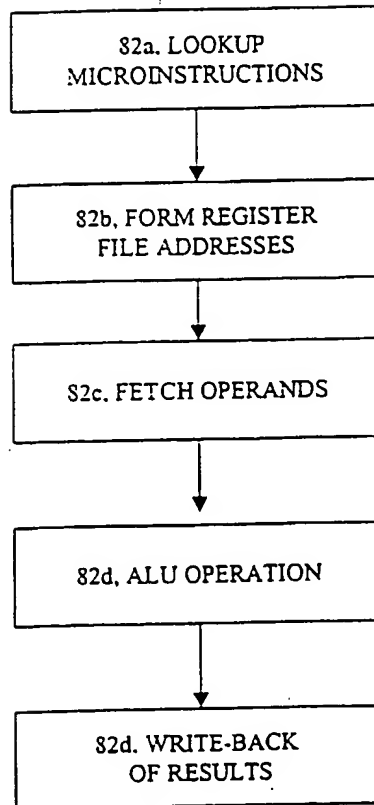 82a. LOOKUP
MICROINSTRUCTIONS
82b, FORM REGISTER
FILE ADDRESSES
82c. FETCH OPERANDS
82d, ALU OPERATION
82d. WRITE-BACK
OF RESULTS